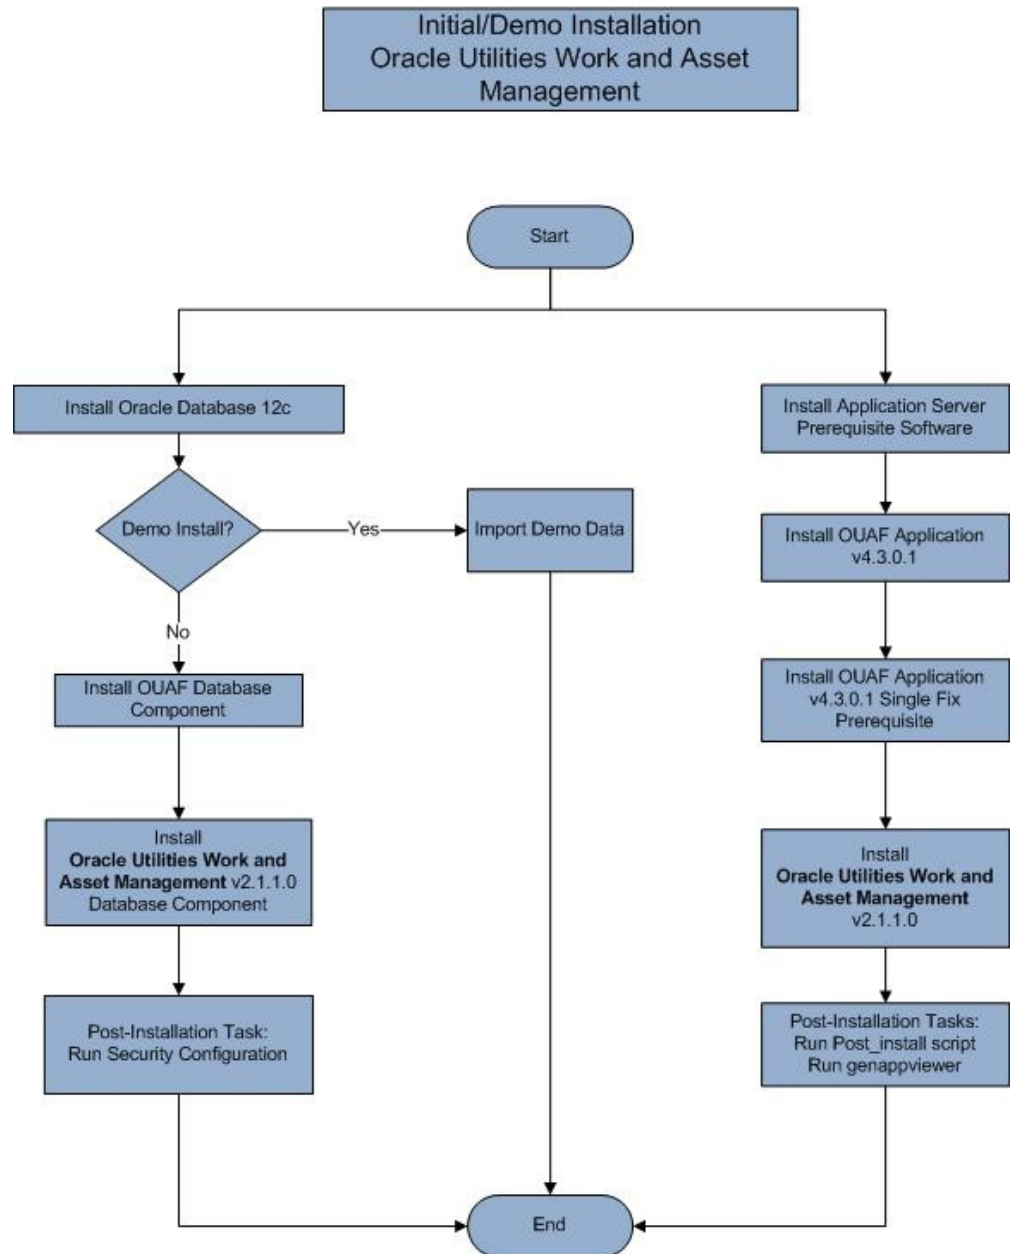 Initial/Demo Installation
Oracle Utilities Work and Asset
Management
Start
Install Oracle Database 12c
Demo Install?
Yes
Import Demo Data
No
Install OUAF Database
Component
Install
Oracle Utilities Work and
Asset Management v2.1.1.0
Database Component
Post-Installation Task:
Run Security Configuration
Install Application Server
Prerequisite Software
Install OUAF Application
v4.3.0.1
Install OUAF Application
v4.3.0.1 Single Fix
Prerequisite
Install
Oracle Utilities Work and
Asset Management
v2.1.1.0
Post-Installation Tasks:
Run Post_install script
Run genappviewer
End